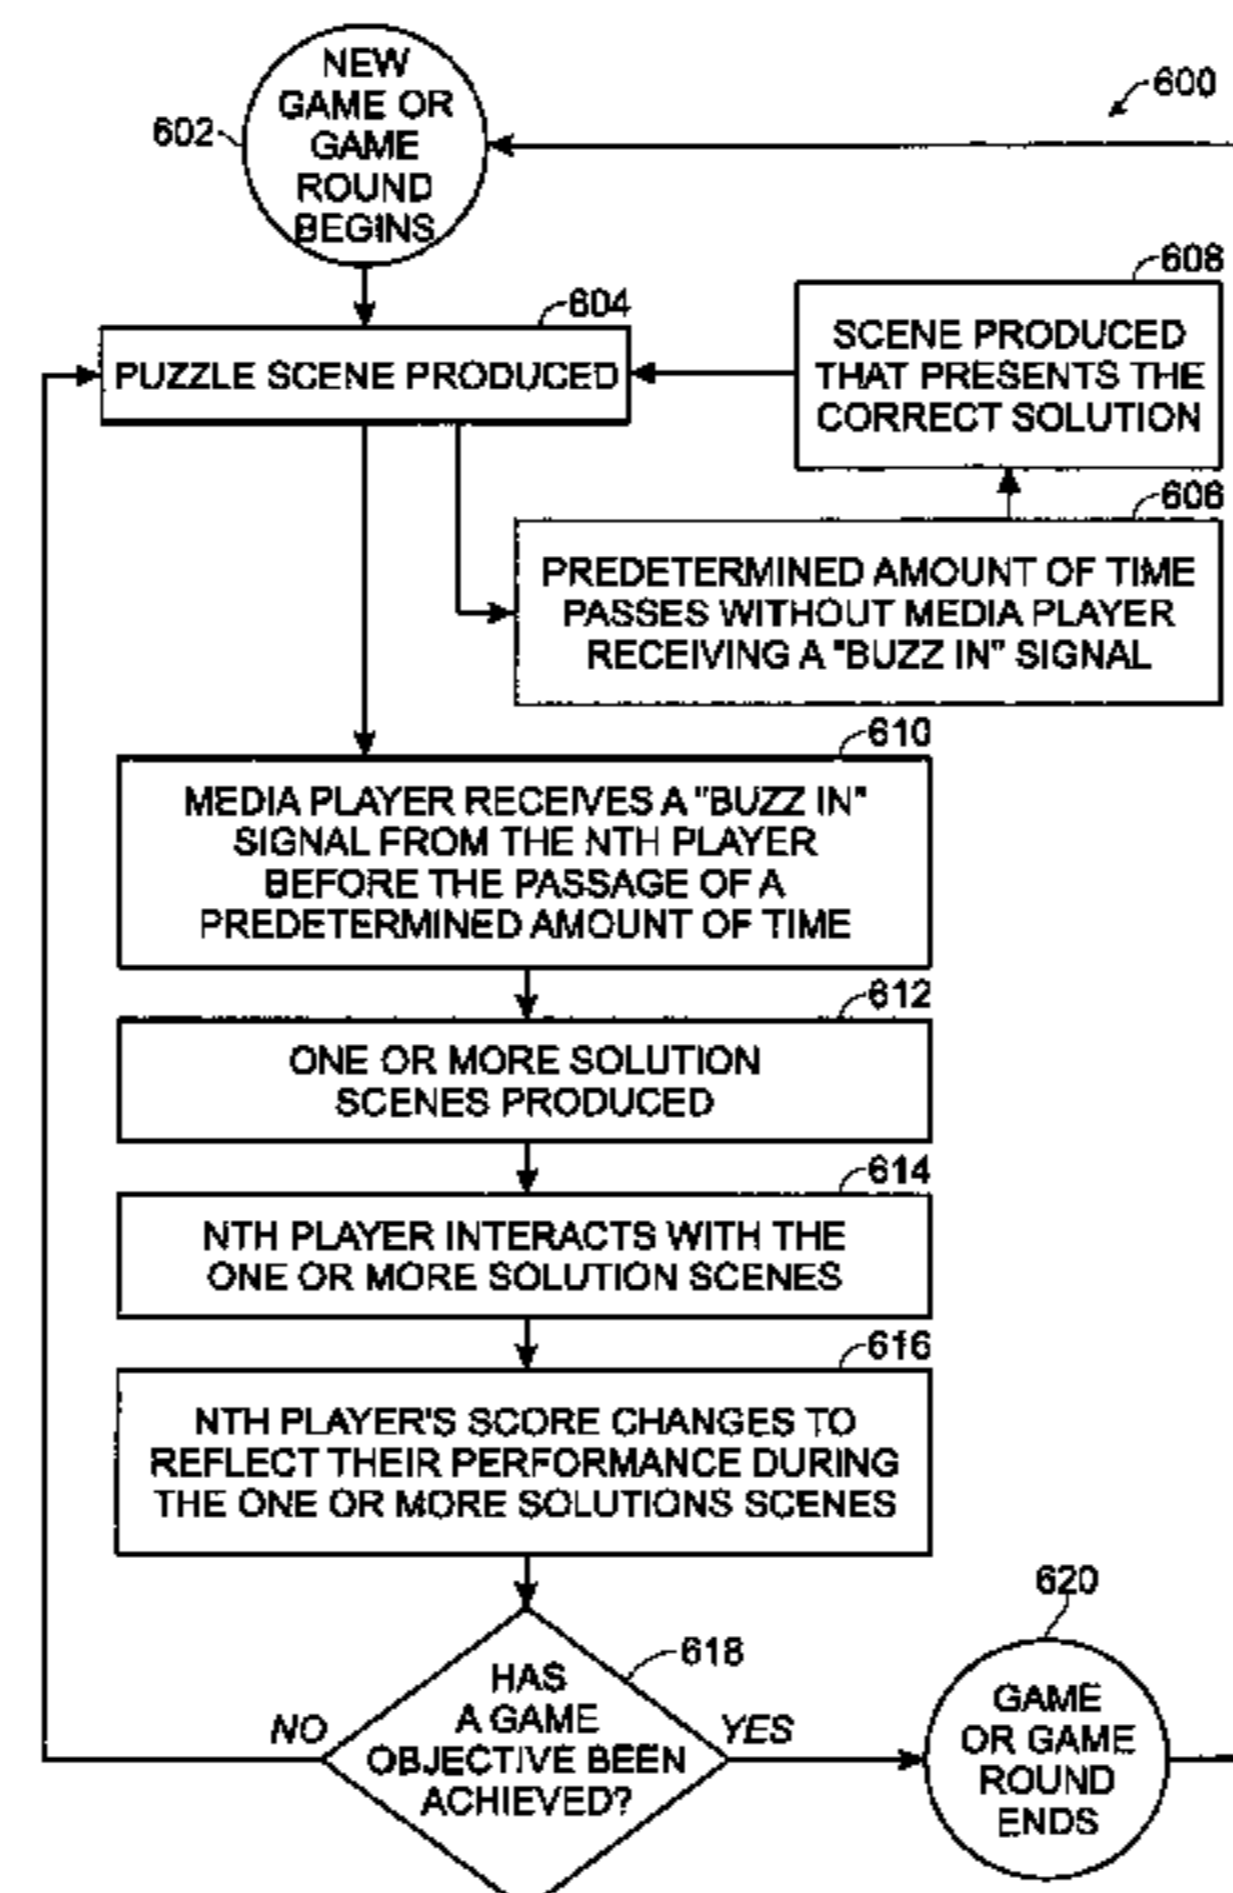 NEW
GAME OR
GAME
ROUND
BEGINS
602
600
604
PUZZLE SCENE PRODUCED
608
SCENE PRODUCED
THAT PRESENTS THE
CORRECT SOLUTION
606
PREDETERMINED AMOUNT OF TIME
PASSES WITHOUT MEDIA PLAYER
RECEIVING A "BUZZ IN" SIGNAL
610
MEDIA PLAYER RECEIVES A "BUZZ IN"
SIGNAL FROM THE NTH PLAYER
BEFORE THE PASSAGE OF A
PREDETERMINED AMOUNT OF TIME
612
ONE OR MORE SOLUTION
SCENES PRODUCED
614
NTH PLAYER INTERACTS WITH THE
ONE OR MORE SOLUTION SCENES
616
NTH PLAYER'S SCORE CHANGES TO
REFLECT THEIR PERFORMANCE DURING
THE ONE OR MORE SOLUTIONS SCENES
618
HAS
A GAME
OBJECTIVE BEEN
ACHIEVED?
NO
YES
620
GAME
OR GAME
ROUND
ENDS